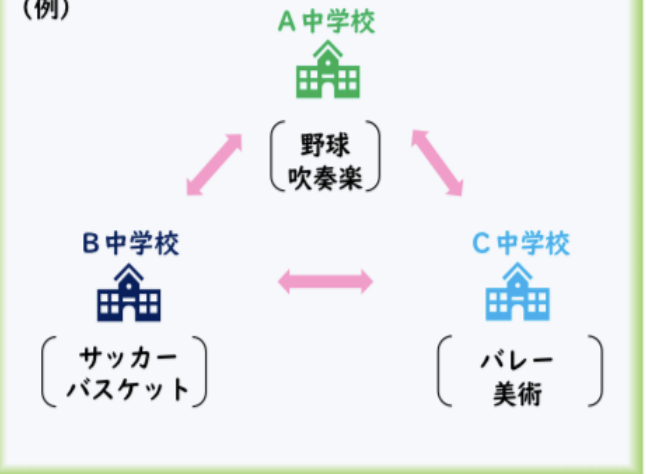 (例)
A中学校
野球
吹奏楽
B中学校
サッカー
バスケット
C中学校
バレー
美術